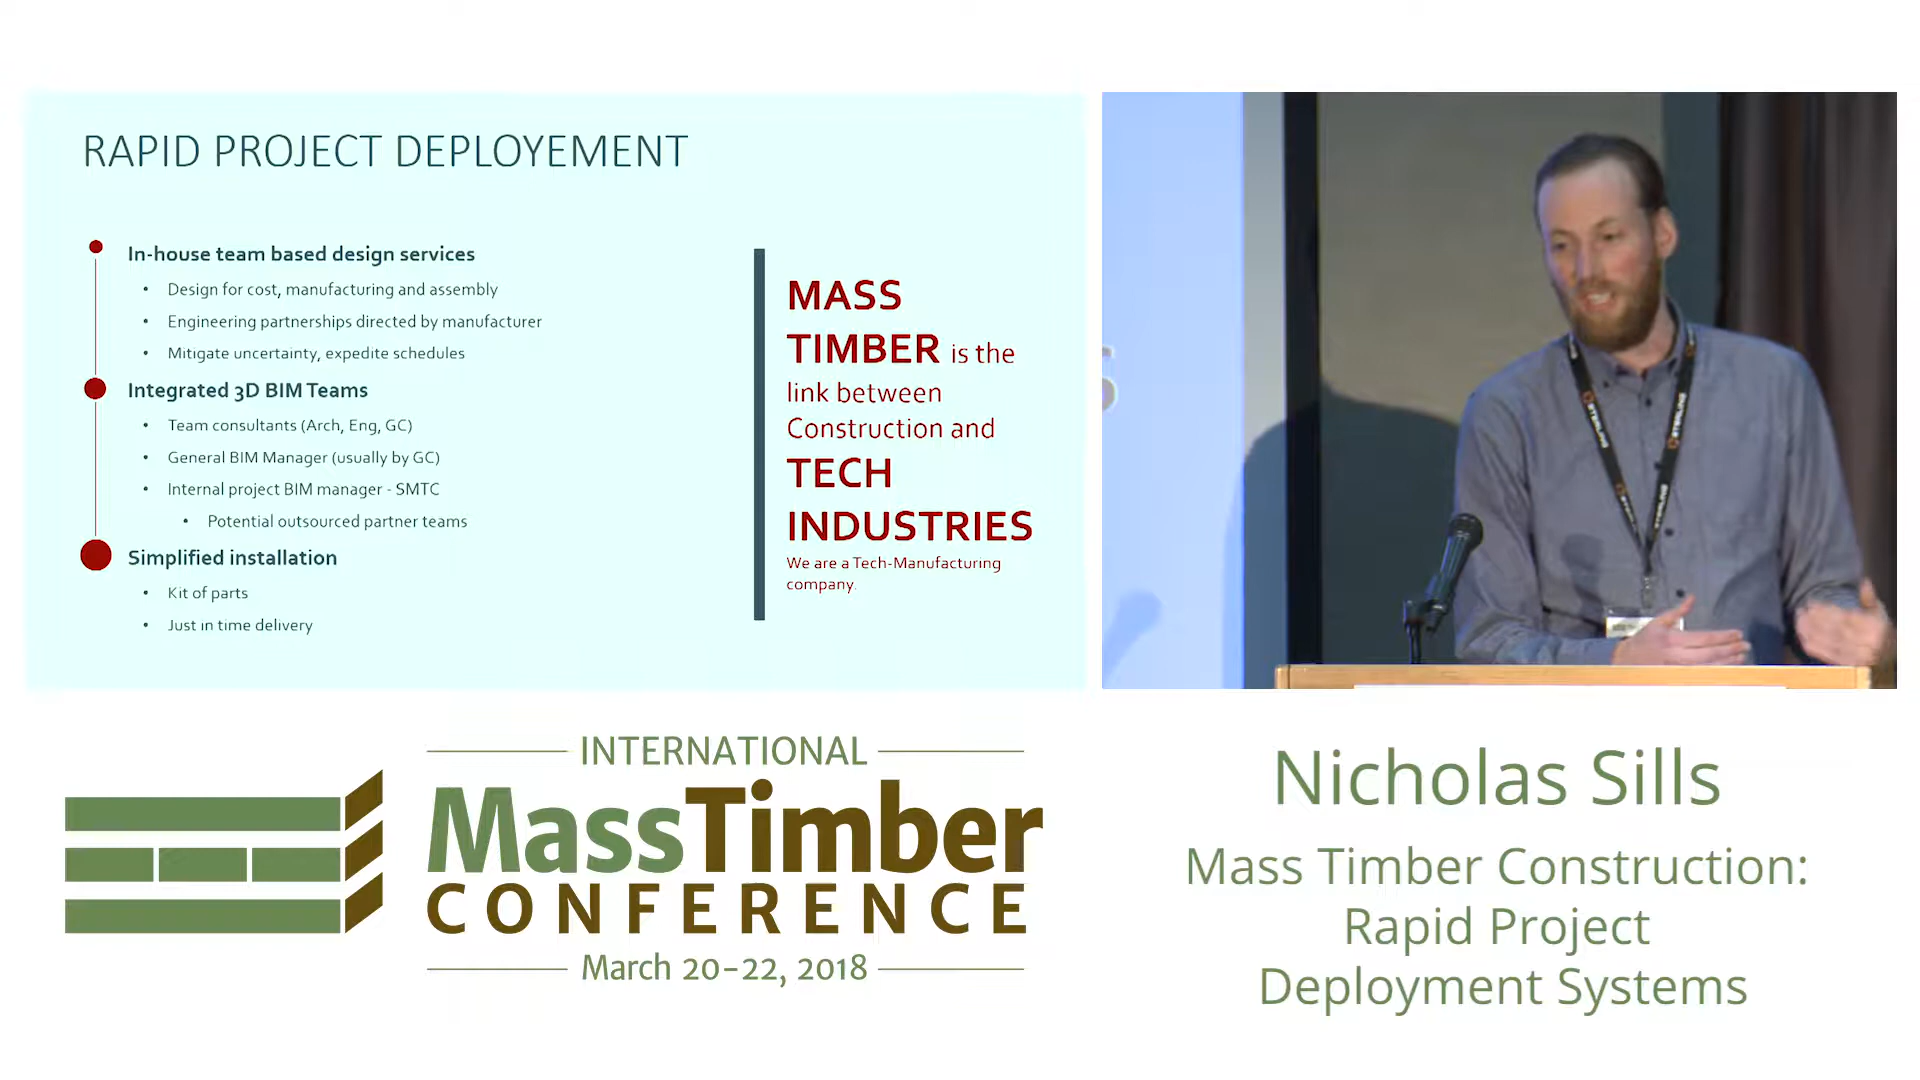 RAPID PROJECT DEPLOYEMENT
In-house team based design services
• Design for cost, manufacturing and assembly
• Engineering partnerships directed by manufacturer
• Mitigate uncertainty, expedite schedules
Integrated 3D BIM Teams
• Team consultants (Arch, Eng, GC)
• General BIM Manager (usually by GC)
• Internal project BIM manager - SMTC
• Potential outsourced partner teams
Simplified installation
• Kit of parts
• Just in time delivery
MASS
TIMBER is the
link between
Construction and
TECH
INDUSTRIES
We are a Tech-Manufacturing
company.
STERLING
STERLING
STERLING
INTERNATIONAL
MassTimber
CONFERENCE
March 20–22, 2018
Nicholas Sills
Mass Timber Construction:
Rapid Project
Deployment Systems